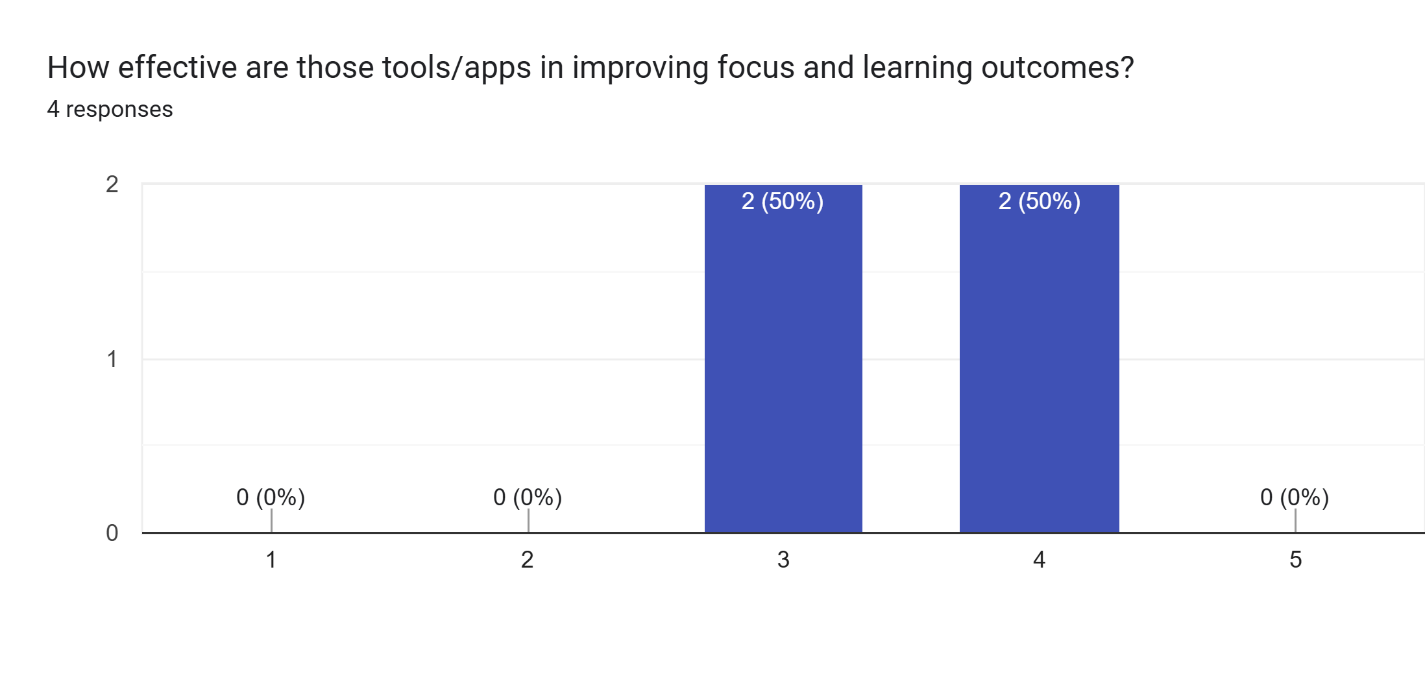 How effective are those tools/apps in improving focus and learning outcomes?
4 responses
2
2 (50%) 2 (50%)
1
0 (0%) 0 (0%) 0 (0%)
0
1 2 3 4 5